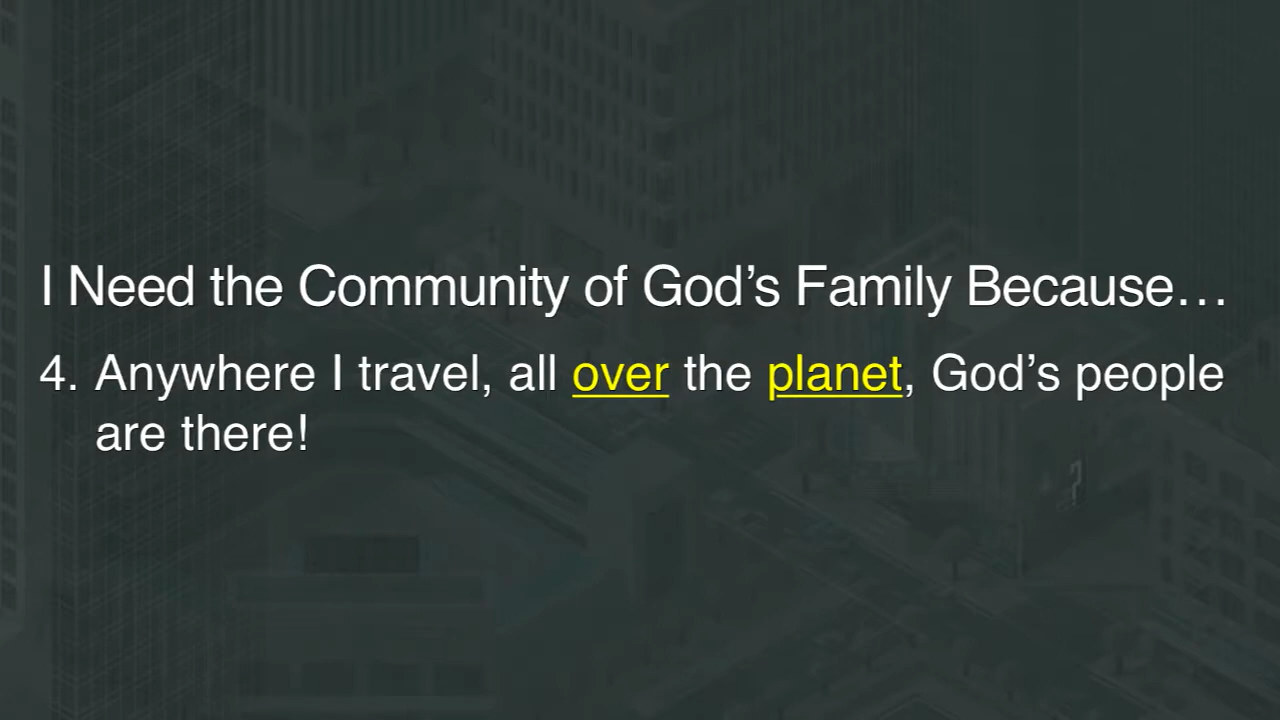 I Need the Community of God’s Family Because…
4. Anywhere I travel, all over the planet, God’s people
are there!